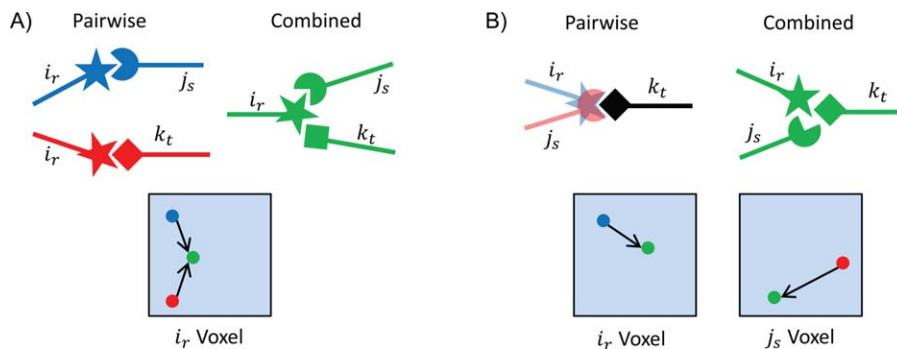 A)
Pairwise
Combined
i_r
j_s
i_r
k_t
i_r
j_s
k_t
i_r Voxel
B)
Pairwise
Combined
i_r
j_s
k_t
i_r
j_s
k_t
i_r Voxel
j_s Voxel